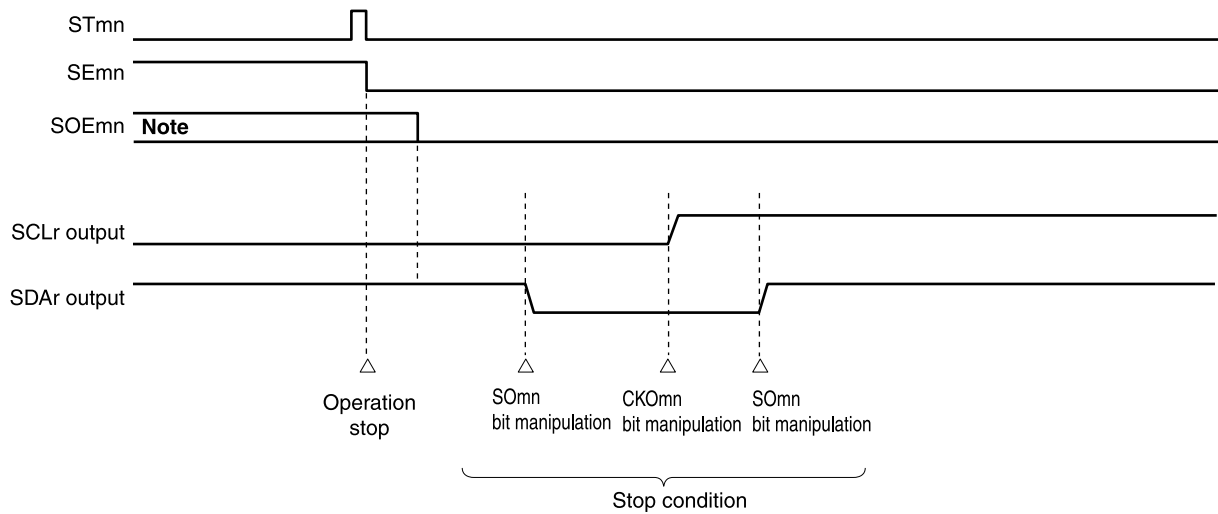 STmn
SEmn
SOEmn
Note
SCLr output
SDAr output
Operation
stop
SOmn
bit manipulation
CKOmn
bit manipulation
SOmn
bit manipulation
Stop condition